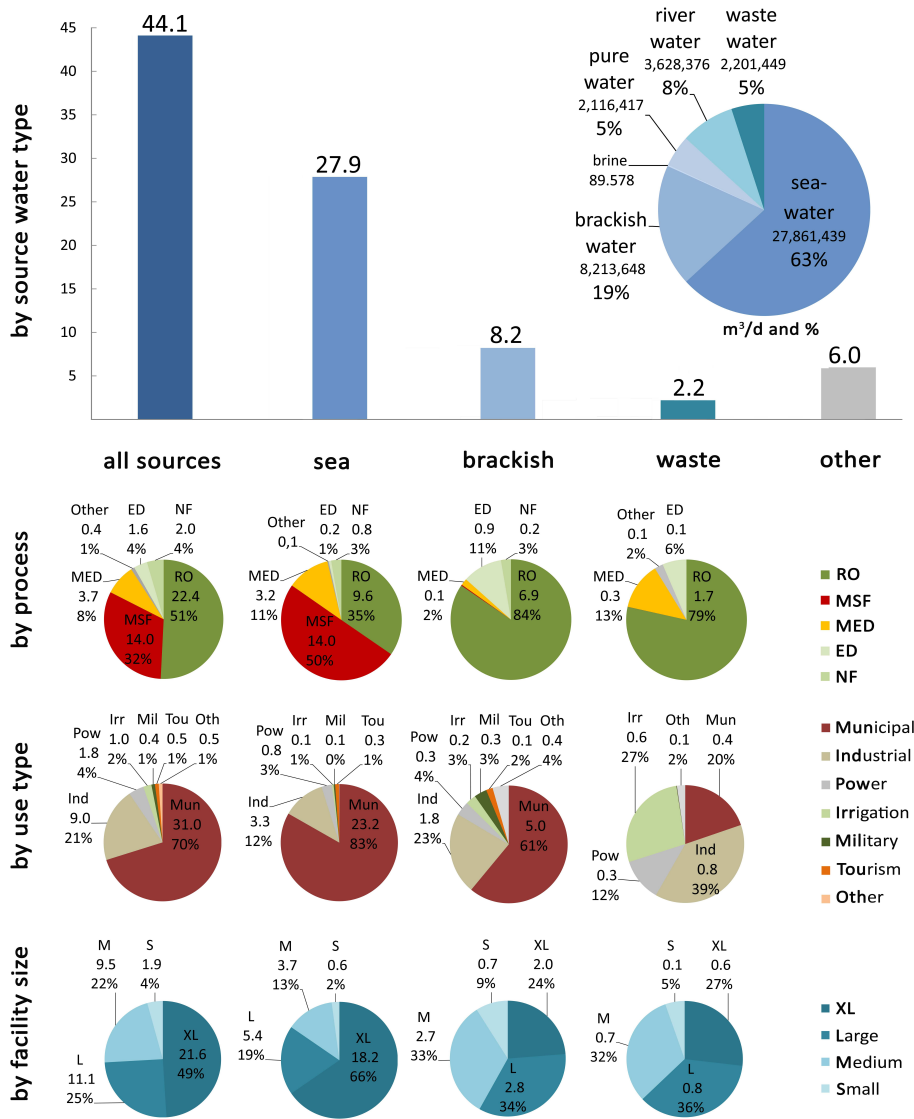 by source water type
45
40
35
30
25
20
15
10
5
44.1
27.9
8.2
2.2
6.0
river
water
3,628,376
8%
waste
water
2,201,449
5%
pure
water
2,116,417
5%
brine
89.578
brackish
water
8,213,648
19%
sea-
water
27,861,439
63%
m³/d and %
all sources
sea
brackish
waste
other
by process
Other
0.4
1%
ED
1.6
4%
NF
2.0
4%
MED
3.7
8%
RO
22.4
51%
MSF
14.0
32%
Other
0,1
ED
0.2
1%
NF
0.8
3%
MED
3.2
11%
RO
9.6
35%
MSF
14.0
50%
ED
0.9
11%
NF
0.2
3%
MED
0.1
2%
RO
6.9
84%
Other
0.1
2%
ED
0.1
6%
MED
0.3
13%
RO
1.7
79%
RO
MSF
MED
ED
NF
by use type
Pow
1.8
4%
Irr
1.0
2%
Mil
0.4
1%
Tou
0.5
1%
Oth
0.5
1%
Ind
9.0
21%
Mun
31.0
70%
Pow
0.8
3%
Irr
0.1
1%
Mil
0.1
0%
Tou
0.3
1%
Ind
3.3
12%
Mun
23.2
83%
Pow
0.3
4%
Irr
0.2
3%
Mil
0.3
3%
Tou
0.1
2%
Oth
0.4
4%
Ind
1.8
23%
Mun
5.0
61%
Irr
0.6
27%
Oth
0.1
2%
Mun
0.4
20%
Pow
0.3
12%
Ind
0.8
39%
Municipal
Industrial
Power
Irrigation
Military
Tourism
Other
by facility size
M
9.5
22%
S
1.9
4%
XL
21.6
49%
L
11.1
25%
M
3.7
13%
S
0.6
2%
L
5.4
19%
XL
18.2
66%
S
0.7
9%
XL
2.0
24%
M
2.7
33%
L
2.8
34%
S
0.1
5%
XL
0.6
27%
M
0.7
32%
L
0.8
36%
XL
Large
Medium
Small